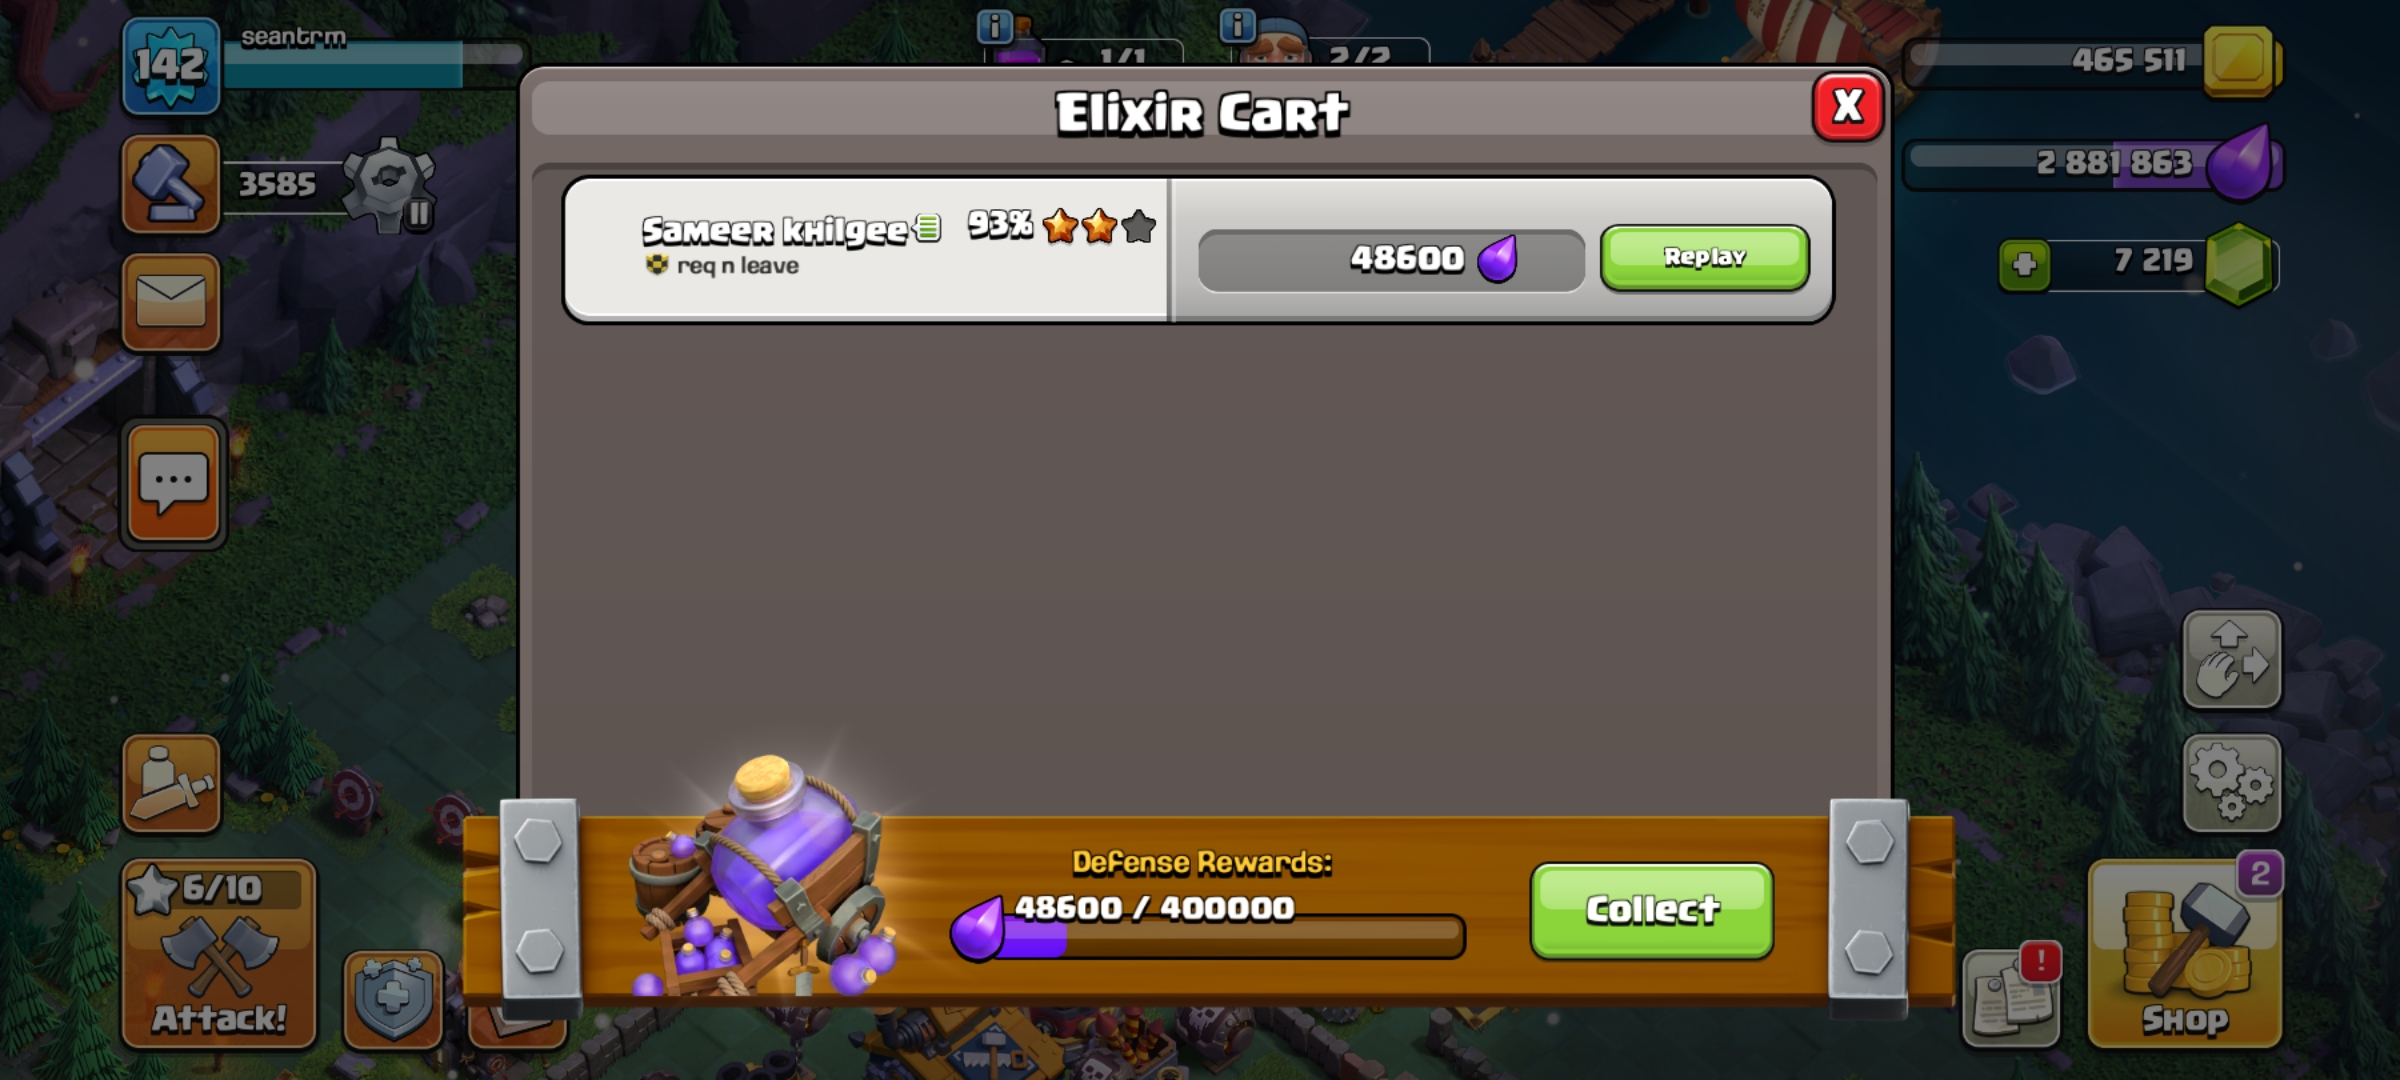 142
seantrm
1/1
2/2
465 511
Elixir Cart
X
3585
2 881 863
Sameer khilgee
93%
req n leave
48600
Replay
7 219
6/10
Attack!
Defense Rewards:
48600 / 400000
Collect
2
!
Shop